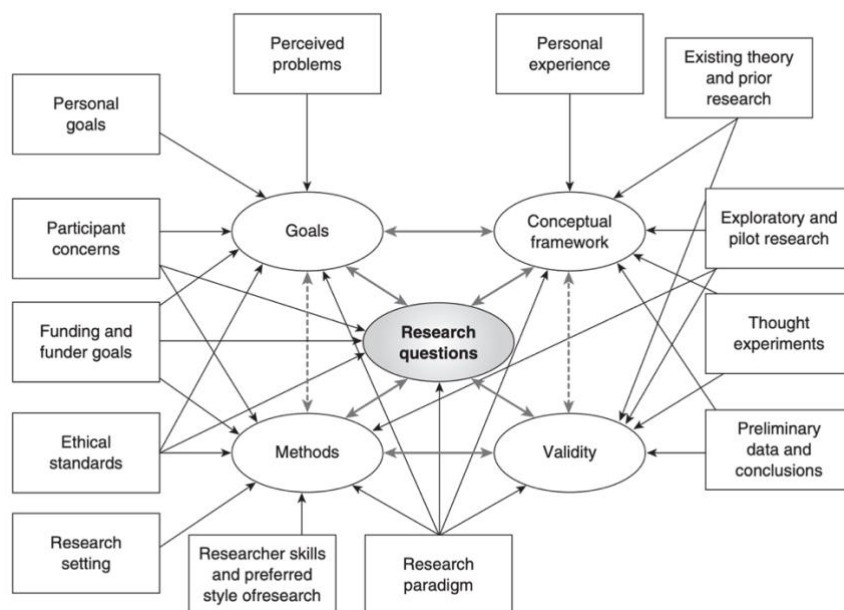 Perceived
problems
Personal
experience
Existing theory
and prior
research
Personal
goals
Participant
concerns
Goals
Conceptual
framework
Exploratory and
pilot research
Funding and
funder goals
Research
questions
Thought
experiments
Ethical
standards
Methods
Validity
Preliminary
data and
conclusions
Research
setting
Researcher skills
and preferred
style ofresearch
Research
paradigm